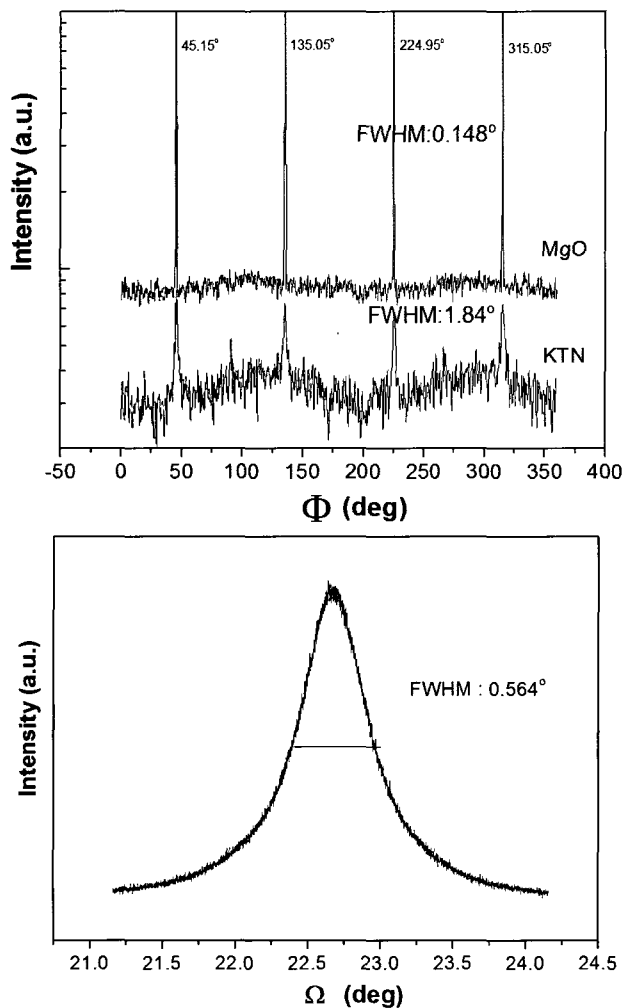 45.15°
135.05°
224.95°
315.05°
FWHM:0.148°
MgO
FWHM:1.84°
KTN
Intensity (a.u.)
-50 0 50 100 150 200 250 300 350 400
Φ (deg)
FWHM : 0.564°
Intensity (a.u.)
21.0 21.5 22.0 22.5 23.0 23.5 24.0 24.5
Ω (deg)